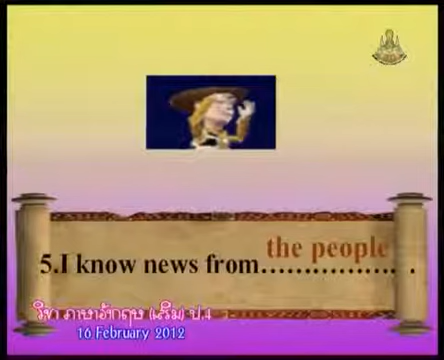 the people
5.I know news from……………… .
วิชา ภาษาอังกฤษ (เสริม) ป.4
16 February 2012